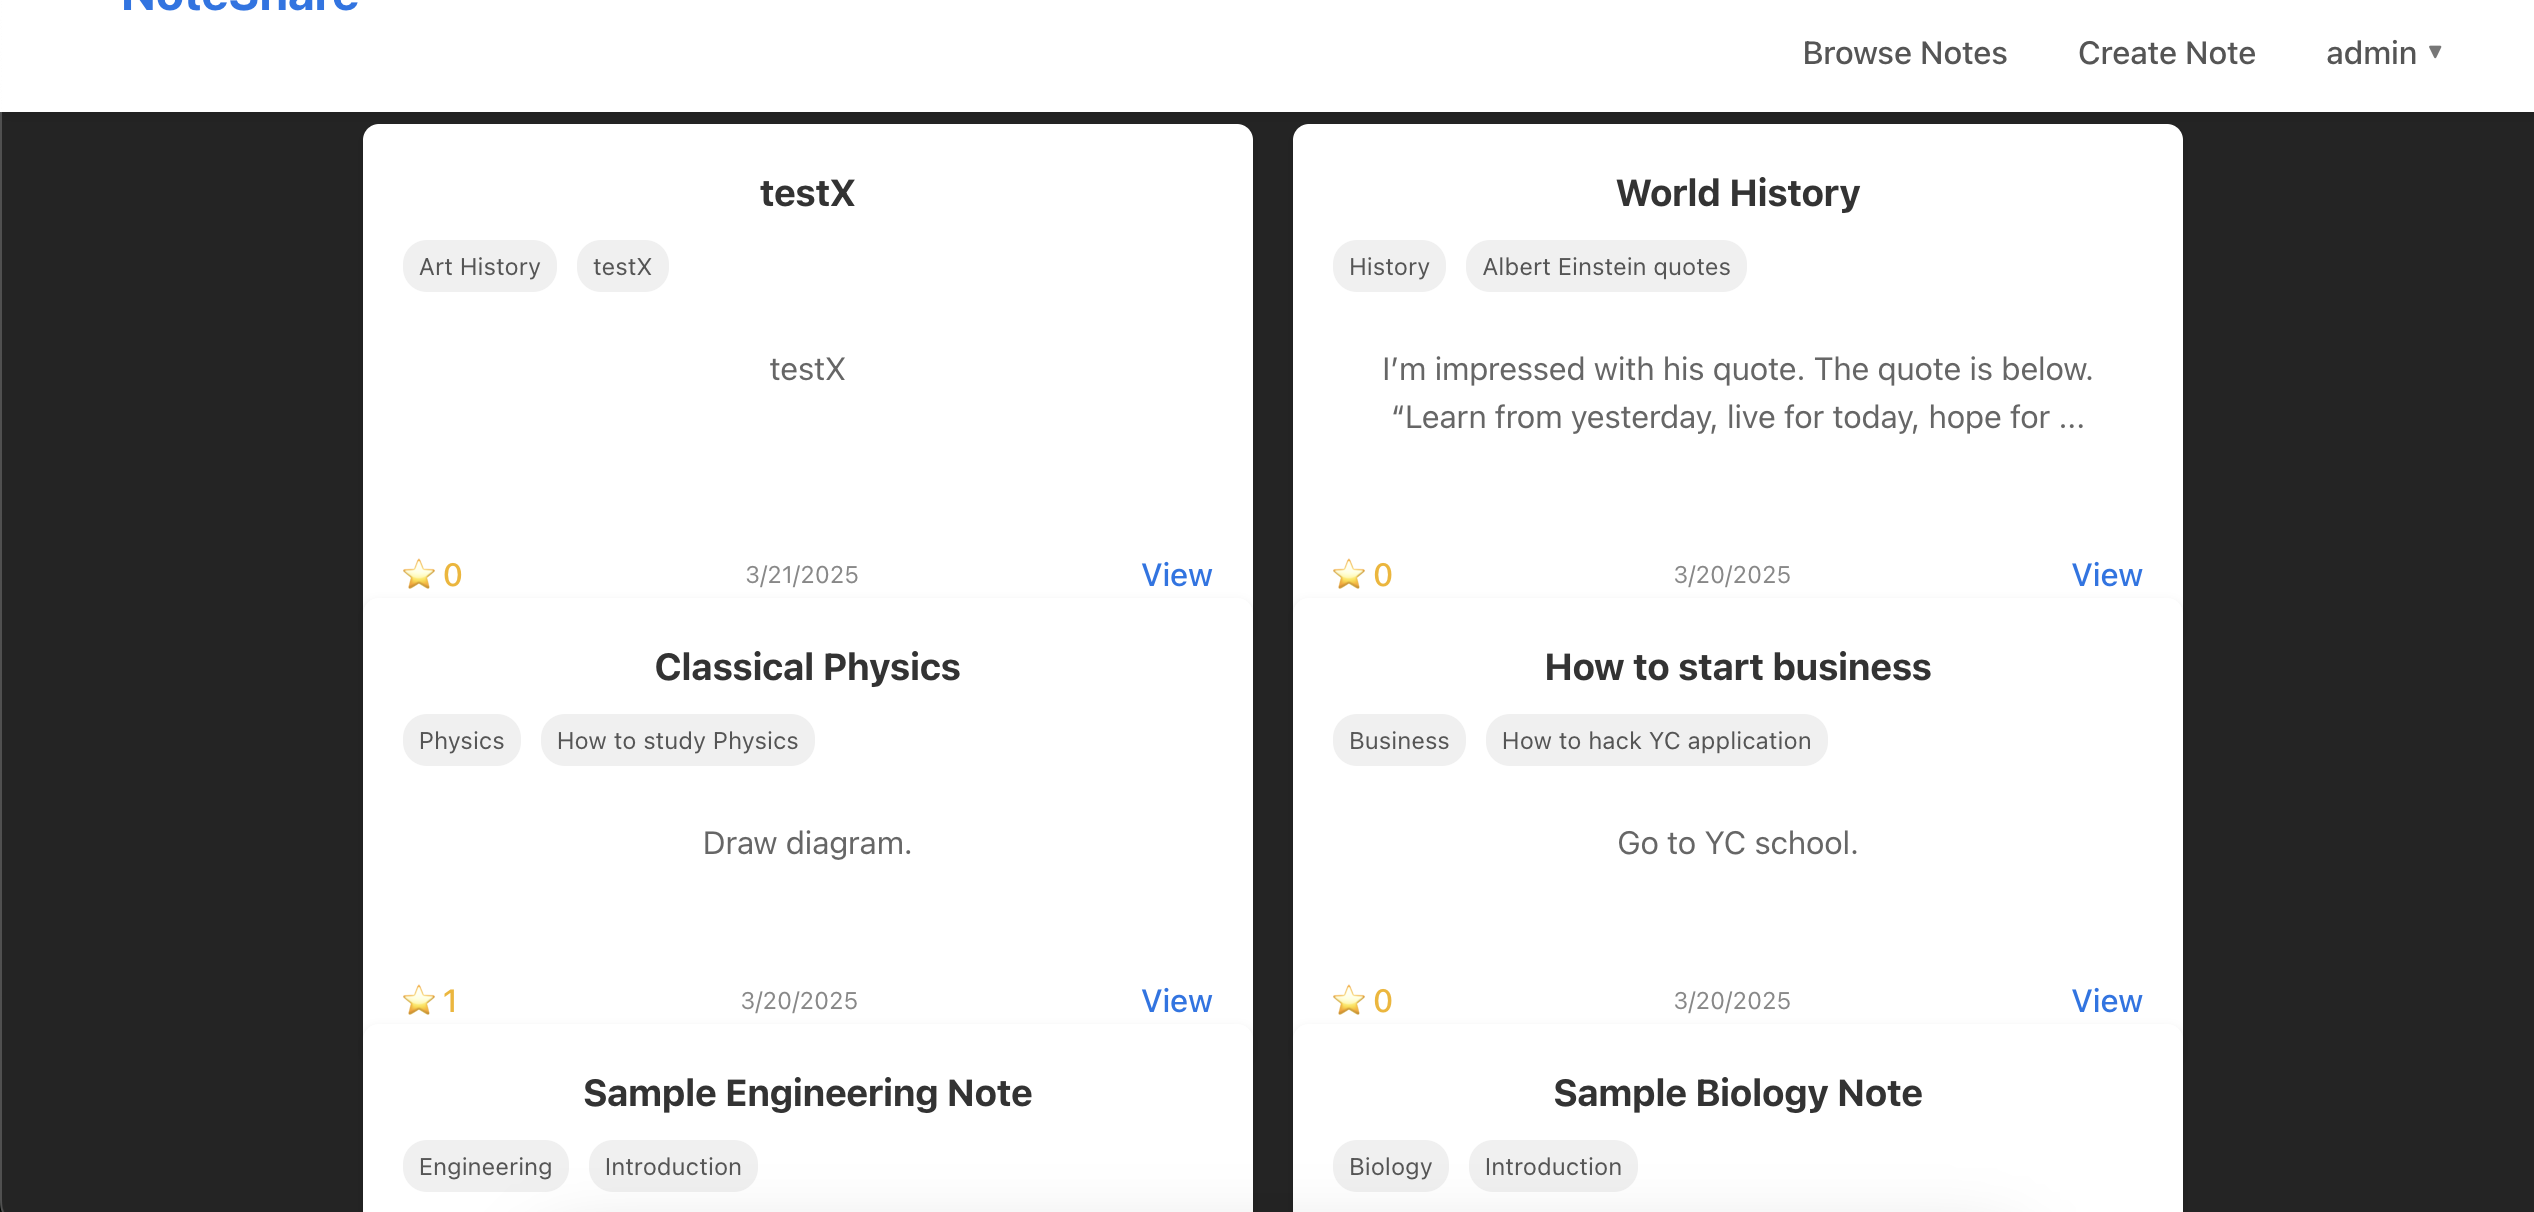 NoteShare
Browse Notes
Create Note
admin ▼
testX
Art History
testX
testX
⭐ 0
3/21/2025
View
World History
History
Albert Einstein quotes
I’m impressed with his quote. The quote is below.
“Learn from yesterday, live for today, hope for ...
⭐ 0
3/20/2025
View
Classical Physics
Physics
How to study Physics
Draw diagram.
⭐ 1
3/20/2025
View
How to start business
Business
How to hack YC application
Go to YC school.
⭐ 0
3/20/2025
View
Sample Engineering Note
Engineering
Introduction
Sample Biology Note
Biology
Introduction